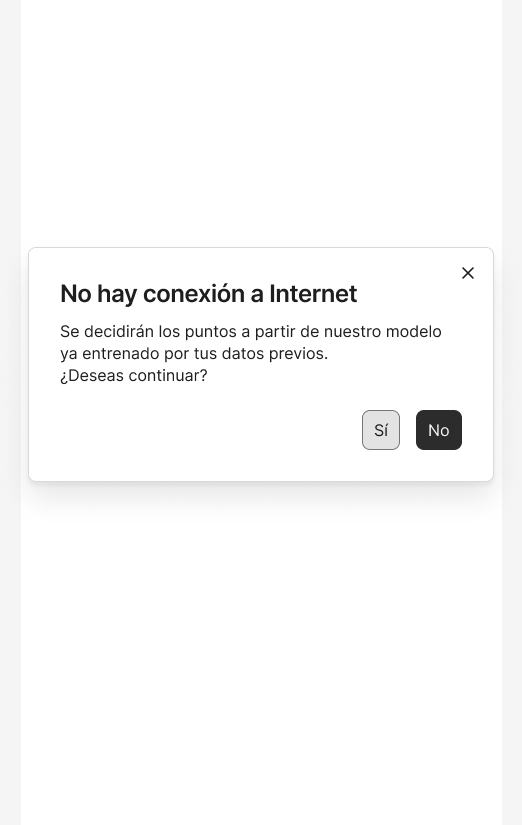 No hay conexión a Internet
Se decidirán los puntos a partir de nuestro modelo
ya entrenado por tus datos previos.
¿Deseas continuar?
Sí
No